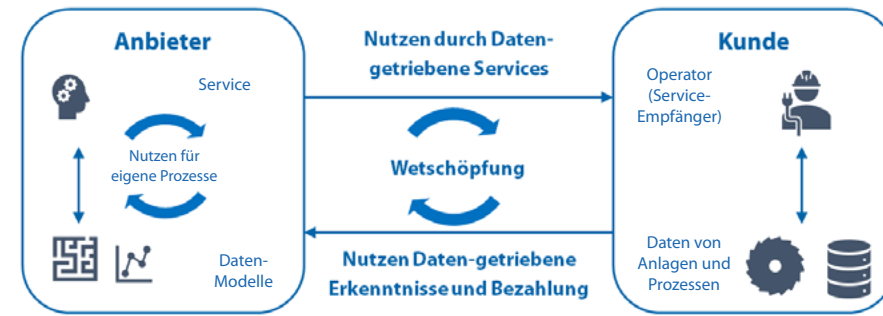 Anbieter
Service
Nutzen für
eigene Prozesse
Daten-
Modelle
Nutzen durch Daten-
getriebene Services
Wetschöpfung
Nutzen Daten-getriebene
Erkenntnisse und Bezahlung
Kunde
Operator
(Service-
Empfänger)
Daten von
Anlagen und
Prozessen